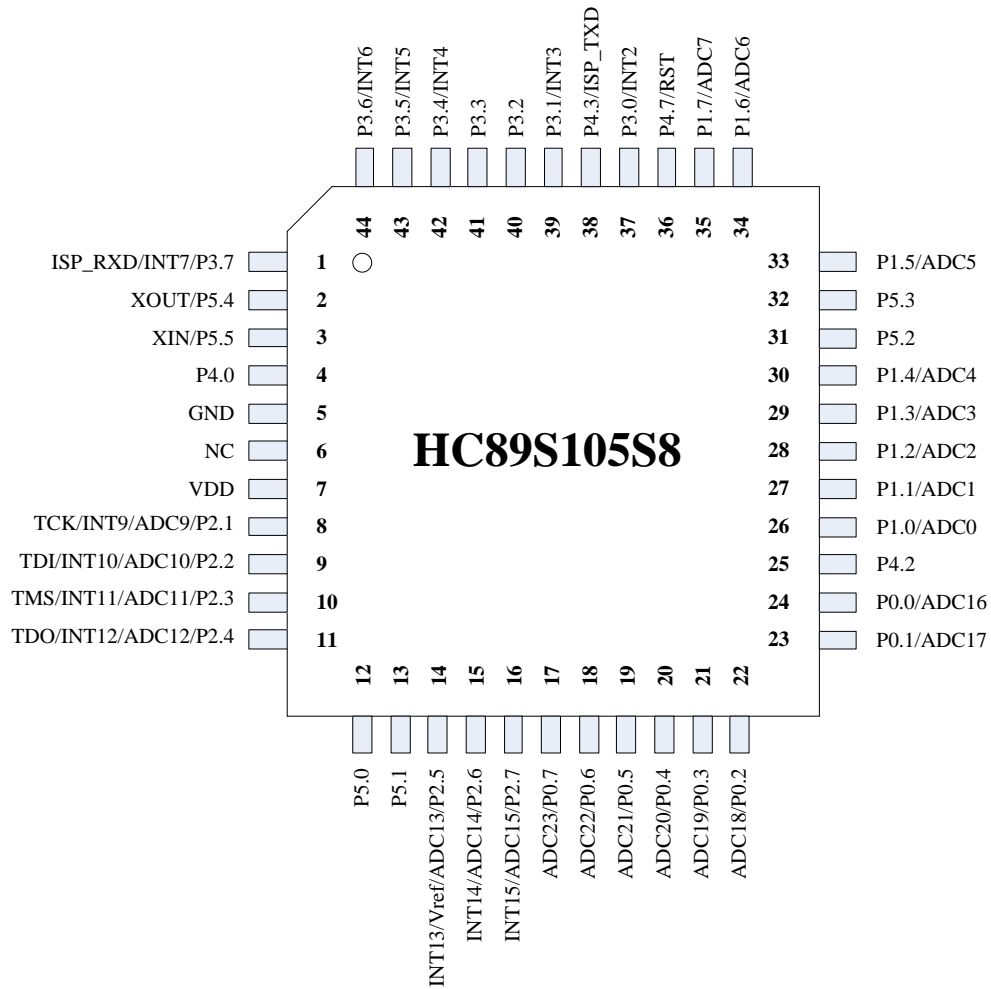 P3.6/INT6
P3.5/INT5
P3.4/INT4
P3.3
P3.2
P3.1/INT3
P4.3/ISP_TXD
P3.0/INT2
P4.7/RST
P1.7/ADC7
P1.6/ADC6
44
43
42
41
40
39
38
37
36
35
34
ISP_RXD/INT7/P3.7 1
XOUT/P5.4 2
XIN/P5.5 3
P4.0 4
GND 5
NC 6
VDD 7
TCK/INT9/ADC9/P2.1 8
TDI/INT10/ADC10/P2.2 9
TMS/INT11/ADC11/P2.3 10
TDO/INT12/ADC12/P2.4 11
HC89S105S8
33 P1.5/ADC5
32 P5.3
31 P5.2
30 P1.4/ADC4
29 P1.3/ADC3
28 P1.2/ADC2
27 P1.1/ADC1
26 P1.0/ADC0
25 P4.2
24 P0.0/ADC16
23 P0.1/ADC17
12
13
14
15
16
17
18
19
20
21
22
P5.0
P5.1
INT13/Vref/ADC13/P2.5
INT14/ADC14/P2.6
INT15/ADC15/P2.7
ADC23/P0.7
ADC22/P0.6
ADC21/P0.5
ADC20/P0.4
ADC19/P0.3
ADC18/P0.2